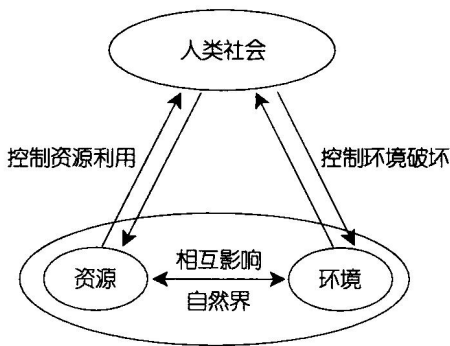 人类社会
控制资源利用
控制环境破坏
资源
相互影响
自然界
环境